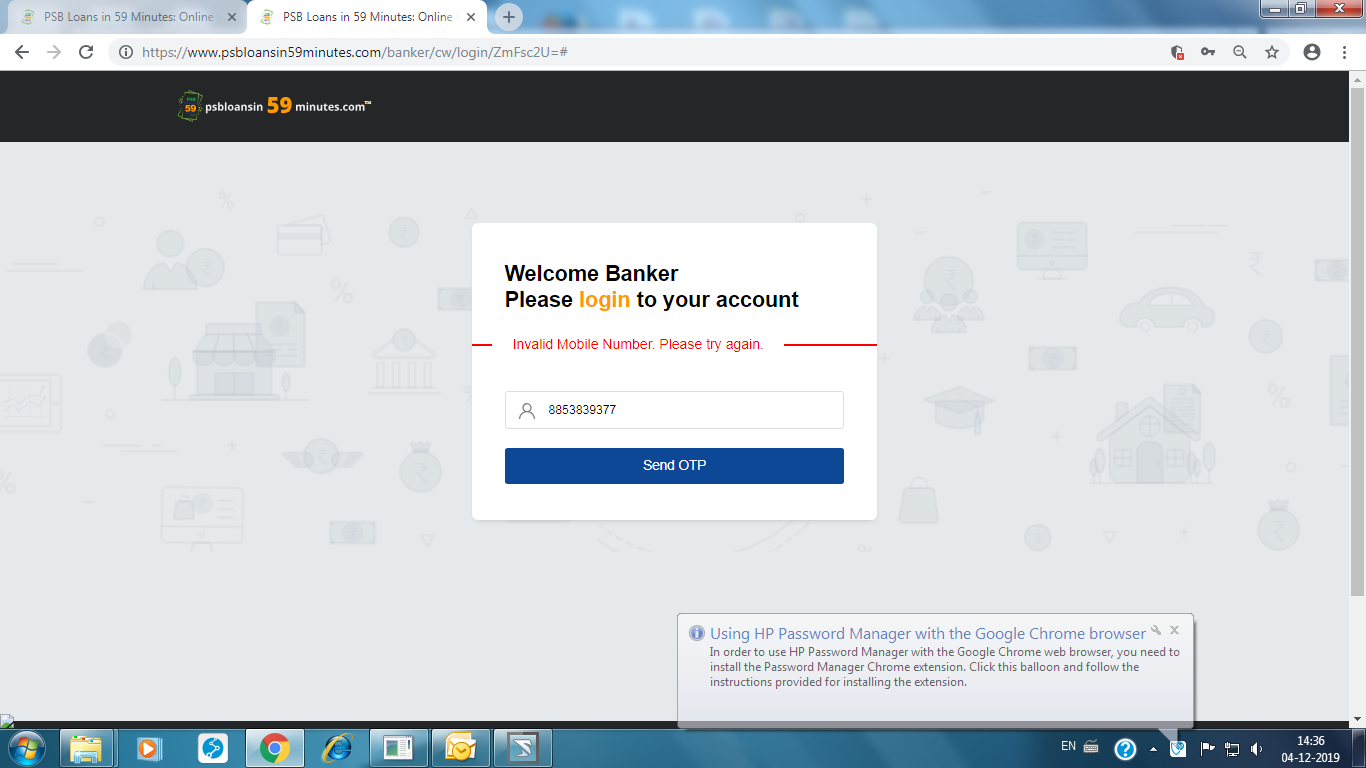 PSB Loans in 59 Minutes: Online
PSB Loans in 59 Minutes: Online
https://www.psbloansin59minutes.com/banker/cw/login/ZmFsc2U=#
PSB 59 psbloansin 59 minutes.com™
Welcome Banker
Please login to your account
Invalid Mobile Number. Please try again.
8853839377
Send OTP
Using HP Password Manager with the Google Chrome browser
In order to use HP Password Manager with the Google Chrome web browser, you need to
install the Password Manager Chrome extension. Click this balloon and follow the
instructions provided for installing the extension.
EN
14:36
04-12-2019